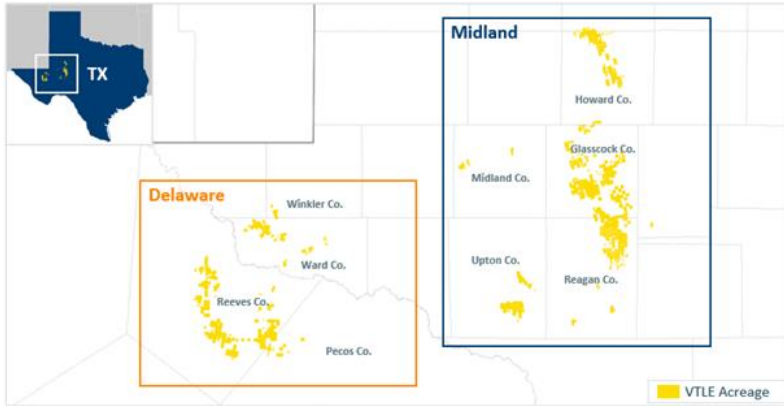 TX
Midland
Howard Co.
Glasscock Co.
Midland Co.
Delaware
Winkler Co.
Ward Co.
Upton Co.
Reagan Co.
Reeves Co.
Pecos Co.
VTLE Acreage